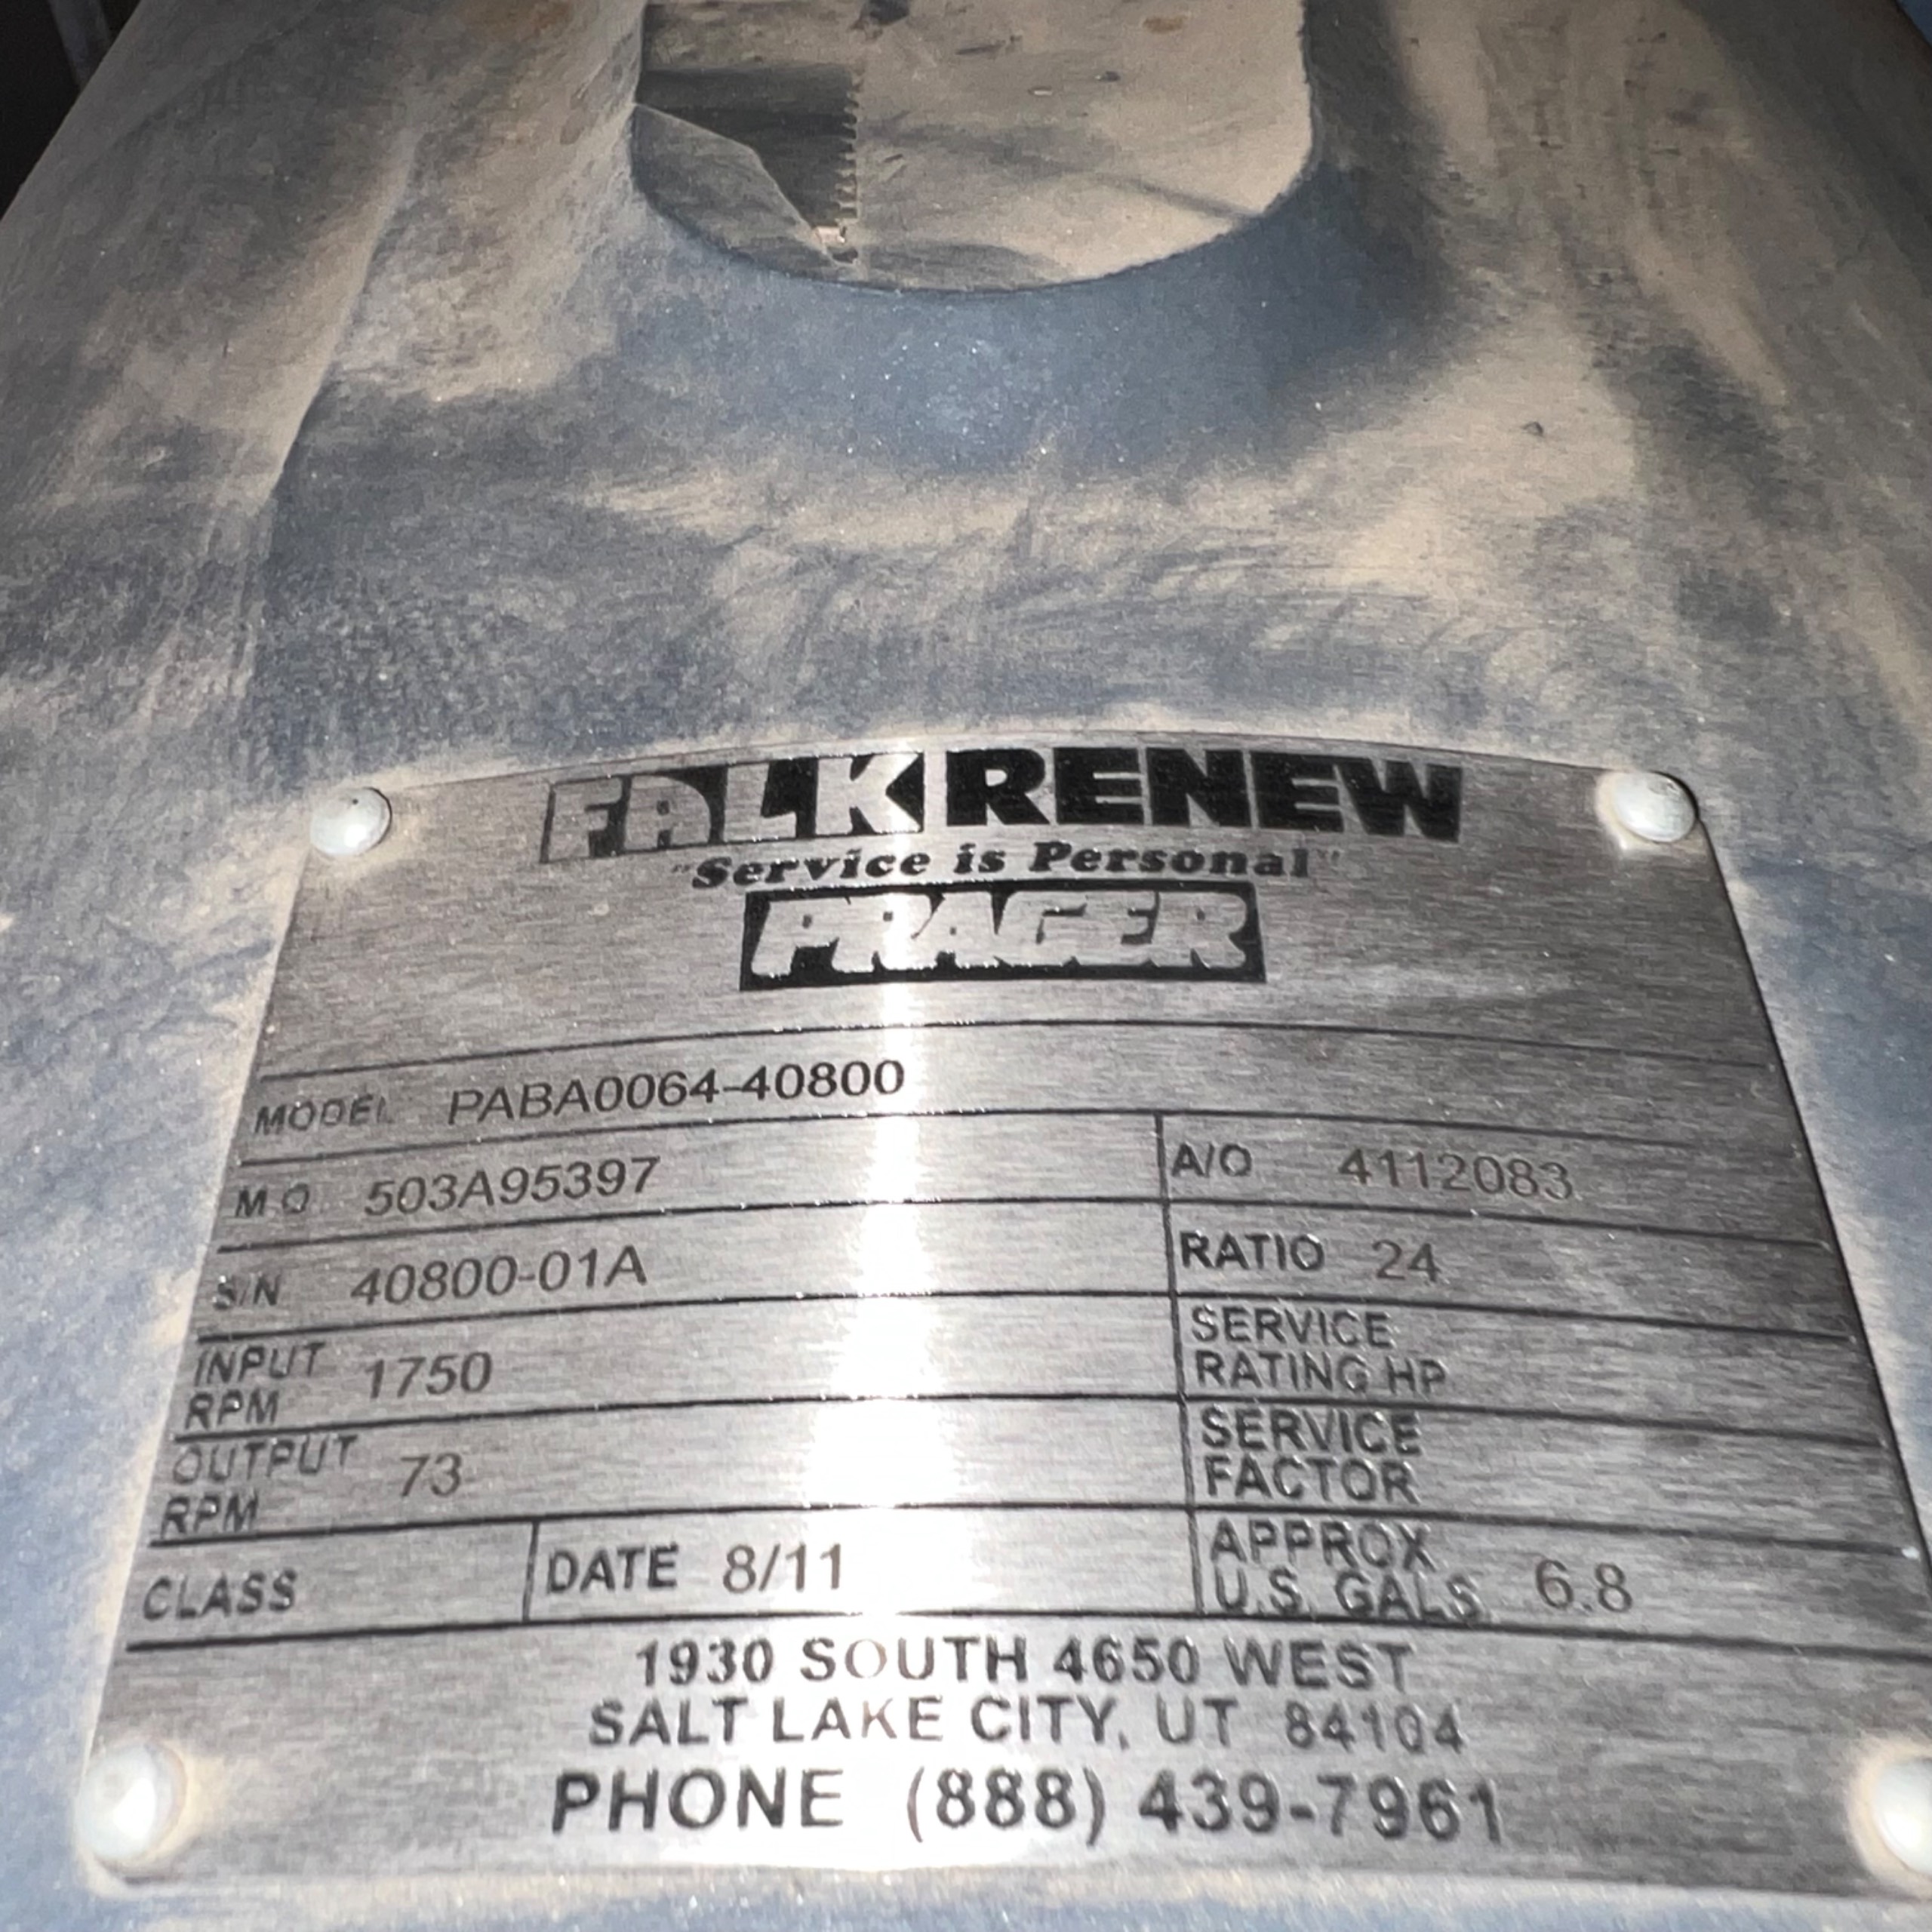 FALK RENEW
"Service is Personal"
PRAGER
MODEL PABA0064-40800
M.O. 503A95397 A/O 4112083
S/N 40800-01A RATIO 24
INPUT RPM 1750 SERVICE RATING HP
OUTPUT RPM 73 SERVICE FACTOR
CLASS DATE 8/11 APPROX U.S. GALS. 6.8
1930 SOUTH 4650 WEST
SALT LAKE CITY, UT 84104
PHONE (888) 439-7961